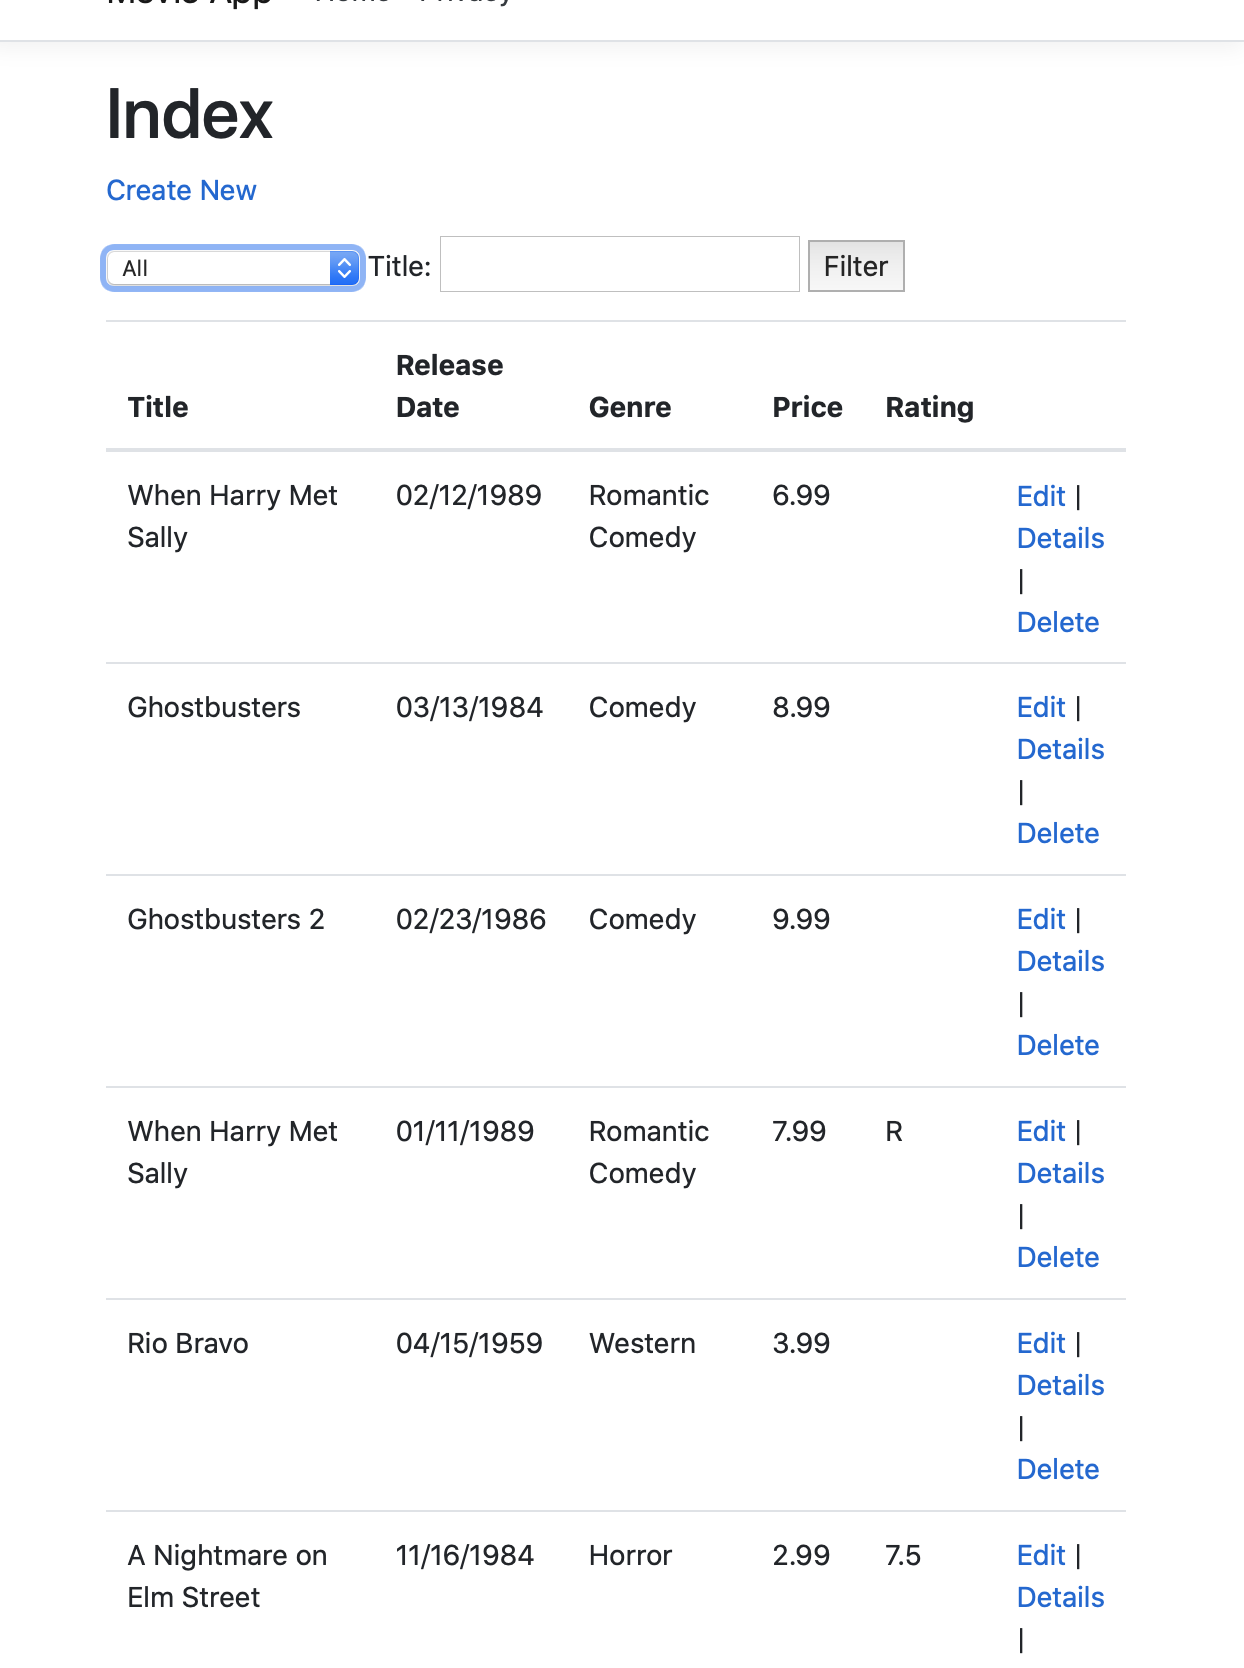 Movie App Home Privacy
Index
Create New
All Title: Filter
Release
Title Date Genre Price Rating
When Harry Met 02/12/1989 Romantic 6.99 Edit |
Sally Comedy Details
|
Delete
Ghostbusters 03/13/1984 Comedy 8.99 Edit |
Details
|
Delete
Ghostbusters 2 02/23/1986 Comedy 9.99 Edit |
Details
|
Delete
When Harry Met 01/11/1989 Romantic 7.99 R Edit |
Sally Comedy Details
|
Delete
Rio Bravo 04/15/1959 Western 3.99 Edit |
Details
|
Delete
A Nightmare on 11/16/1984 Horror 2.99 7.5 Edit |
Elm Street Details
|